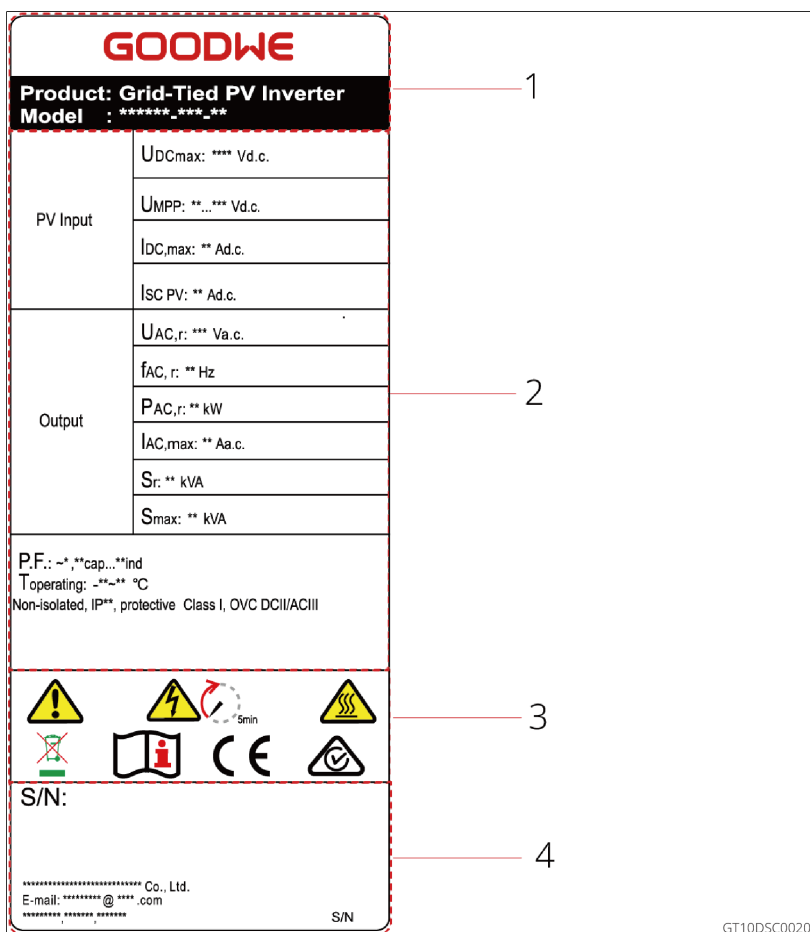 GOODWE
Product: Grid-Tied PV Inverter
Model : ******-***-**
1
PV Input
UDCmax: **** Vd.c.
UMPP: **...*** Vd.c.
IDC,max: ** Ad.c.
ISC PV: ** Ad.c.
Output
UAC,r: *** Va.c.
fAC, r: ** Hz
PAC,r: ** kW
IAC,max: ** Aa.c.
Sr: ** kVA
Smax: ** kVA
2
P.F.: ~*,**cap...**ind
Toperating: -**~** °C
Non-isolated, IP**, protective Class I, OVC DCII/ACIII
5min
3
i
CE
S/N:
4
**************************** Co., Ltd.
E-mail: ********* @ **** .com
*********,*******,*******
S/N
GT10DSC0020